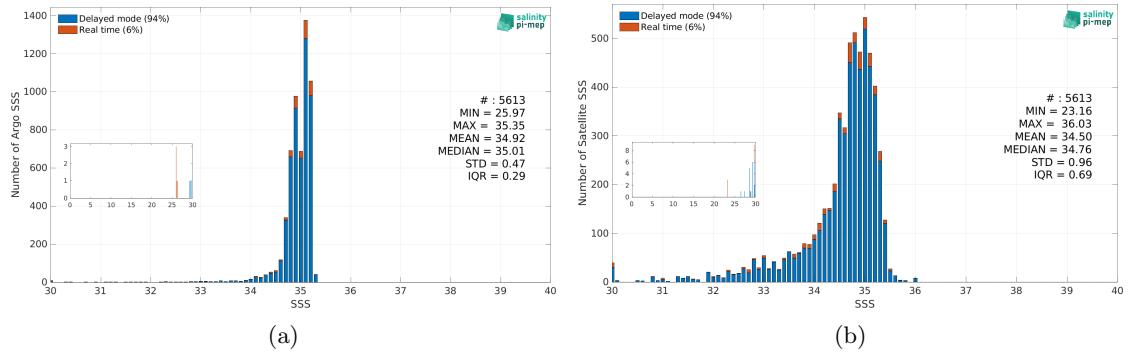 Delayed mode (94%)
Real time (6%)
salinity
pi-mep
# : 5613
MIN = 25.97
MAX = 35.35
MEAN = 34.92
MEDIAN = 35.01
STD = 0.47
IQR = 0.29
Number of Argo SSS
1400
1200
1000
800
600
400
200
0
3
2
1
0
0 5 10 15 20 25 30
30 31 32 33 34 35 36 37 38 39 40
SSS
(a)
Delayed mode (94%)
Real time (6%)
salinity
pi-mep
# : 5613
MIN = 23.16
MAX = 36.03
MEAN = 34.50
MEDIAN = 34.76
STD = 0.96
IQR = 0.69
Number of Satellite SSS
500
400
300
200
100
0
8
6
4
2
0
0 5 10 15 20 25 30
30 31 32 33 34 35 36 37 38 39 40
SSS
(b)